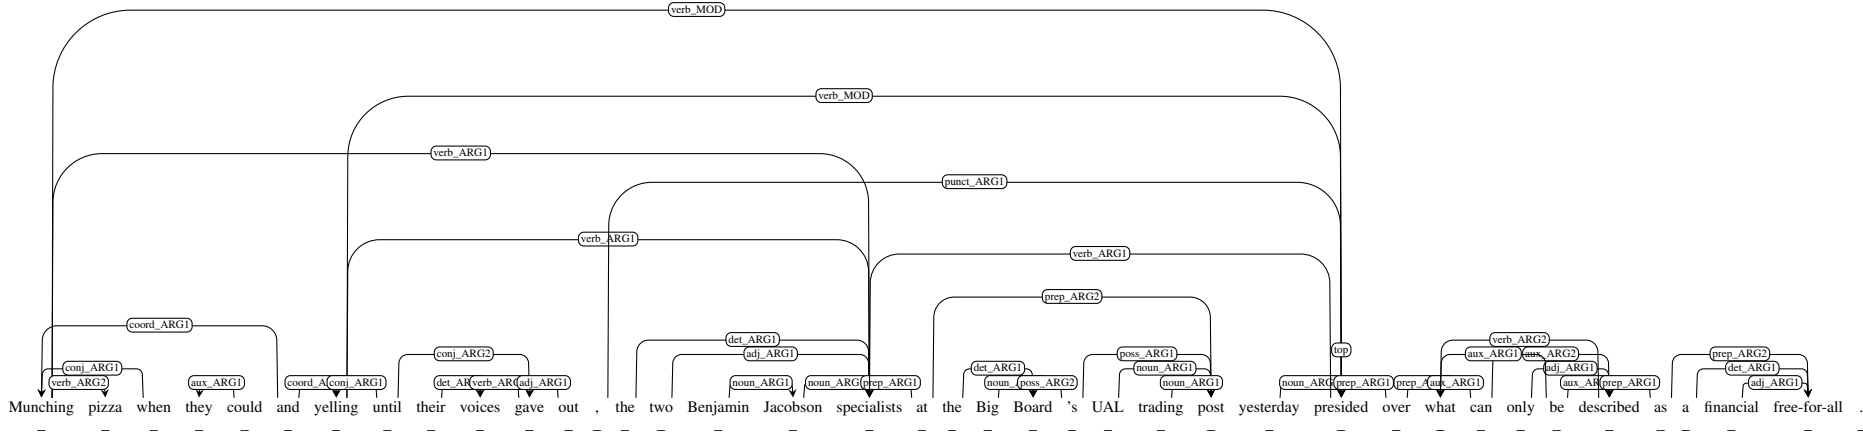 verb_MOD
verb_MOD
verb_ARG1
punct_ARG1
verb_ARG1
verb_ARG1
prep_ARG2
coord_ARG1
det_ARG1 verb_ARG2
top
conj_ARG2 adj_ARG1 poss_ARG1 aux_ARG1 aux_ARG2 prep_ARG2
conj_ARG1 det_ARG1 noun_ARG1 adj_ARG1 det_ARG1
verb_ARG2 aux_ARG1 conj_ARG1 adj_ARG1 noun_ARG1 prep_ARG1 poss_ARG2 noun_ARG1 prep_ARG1 aux_ARG1 prep_ARG1 adj_ARG1
Munching pizza when they could and yelling until their voices gave out , the two Benjamin Jacobson specialists at the Big Board 's UAL trading post yesterday presided over what can only be described as a financial free-for-all .